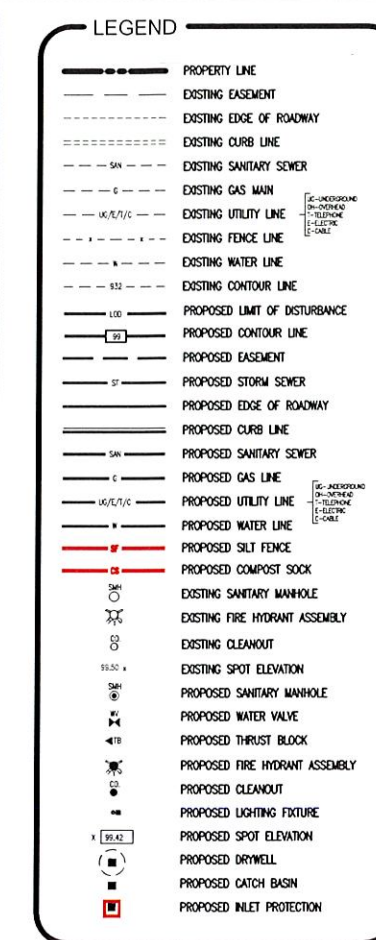 LEGEND
PROPERTY LINE
EXISTING EASEMENT
EXISTING EDGE OF ROADWAY
EXISTING CURB LINE
SAN EXISTING SANITARY SEWER
G EXISTING GAS MAIN
UG/E/T/C EXISTING UTILITY LINE
UG-UNDERGROUND
OH-OVERHEAD
T-TELEPHONE
E-ELECTRIC
C-CABLE
x x EXISTING FENCE LINE
W EXISTING WATER LINE
932 EXISTING CONTOUR LINE
LOD PROPOSED LIMIT OF DISTURBANCE
99 PROPOSED CONTOUR LINE
PROPOSED EASEMENT
ST PROPOSED STORM SEWER
PROPOSED EDGE OF ROADWAY
PROPOSED CURB LINE
SAN PROPOSED SANITARY SEWER
G PROPOSED GAS LINE
UG/E/T/C PROPOSED UTILITY LINE
UG-UNDERGROUND
OH-OVERHEAD
T-TELEPHONE
E-ELECTRIC
C-CABLE
W PROPOSED WATER LINE
SF PROPOSED SILT FENCE
CS PROPOSED COMPOST SOCK
SMH EXISTING SANITARY MANHOLE
EXISTING FIRE HYDRANT ASSEMBLY
CO. EXISTING CLEANOUT
99.50 x EXISTING SPOT ELEVATION
SMH PROPOSED SANITARY MANHOLE
WV PROPOSED WATER VALVE
TB PROPOSED THRUST BLOCK
PROPOSED FIRE HYDRANT ASSEMBLY
CO. PROPOSED CLEANOUT
PROPOSED LIGHTING FIXTURE
X 99.42 PROPOSED SPOT ELEVATION
PROPOSED DRYWELL
PROPOSED CATCH BASIN
PROPOSED INLET PROTECTION